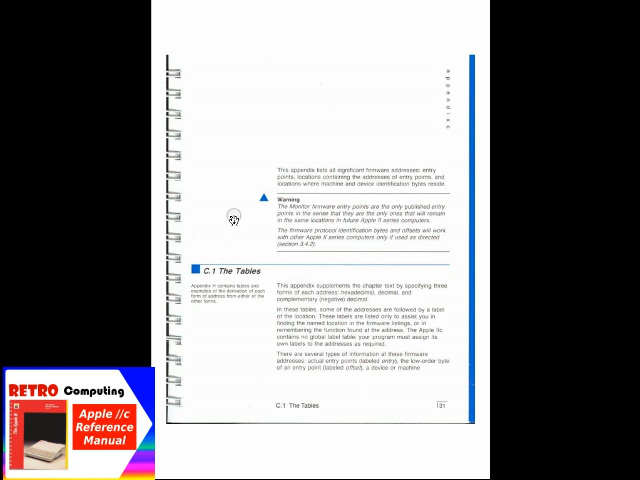 appendix c
This appendix lists all significant firmware addresses: entry
points, locations containing the addresses of entry points, and
locations where machine and device identification bytes reside.
Warning
The Monitor firmware entry points are the only published entry
points in the sense that they are the only ones that will remain
in the same locations in future Apple II series computers.
The firmware protocol identification bytes and offsets will work
with other Apple II series computers only if used as directed
(section 3.4.2).
C.1 The Tables
Appendix H contains tables and
examples of the derivation of each
form of address from either of the
other forms.
This appendix supplements the chapter text by specifying three
forms of each address: hexadecimal, decimal, and
complementary (negative) decimal.
In these tables, some of the addresses are followed by a label
of the location. These labels are listed only to assist you in
finding the named location in the firmware listings, or in
remembering the function found at the address. The Apple IIc
contains no global label table; your program must assign its
own labels to the addresses as required.
There are several types of information at these firmware
addresses: actual entry points (labeled entry), the low-order byte
of an entry point (labeled offset), a device or machine
C.1 The Tables
31
RETRO Computing
Apple //c
Reference
Manual